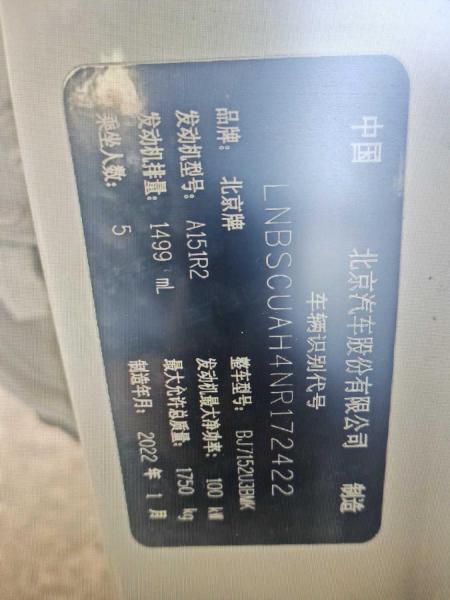 中国 北京汽车股份有限公司 制造
车辆识别代号
LNBSCUAH4NR172422
品牌： 北京牌 整车型号： BJ7152U3BMK
发动机型号： A151R2 发动机最大净功率： 100 kW
发动机排量： 1499 mL 最大允许总质量： 1750 kg
乘坐人数： 5 制造年月： 2022 年 1 月